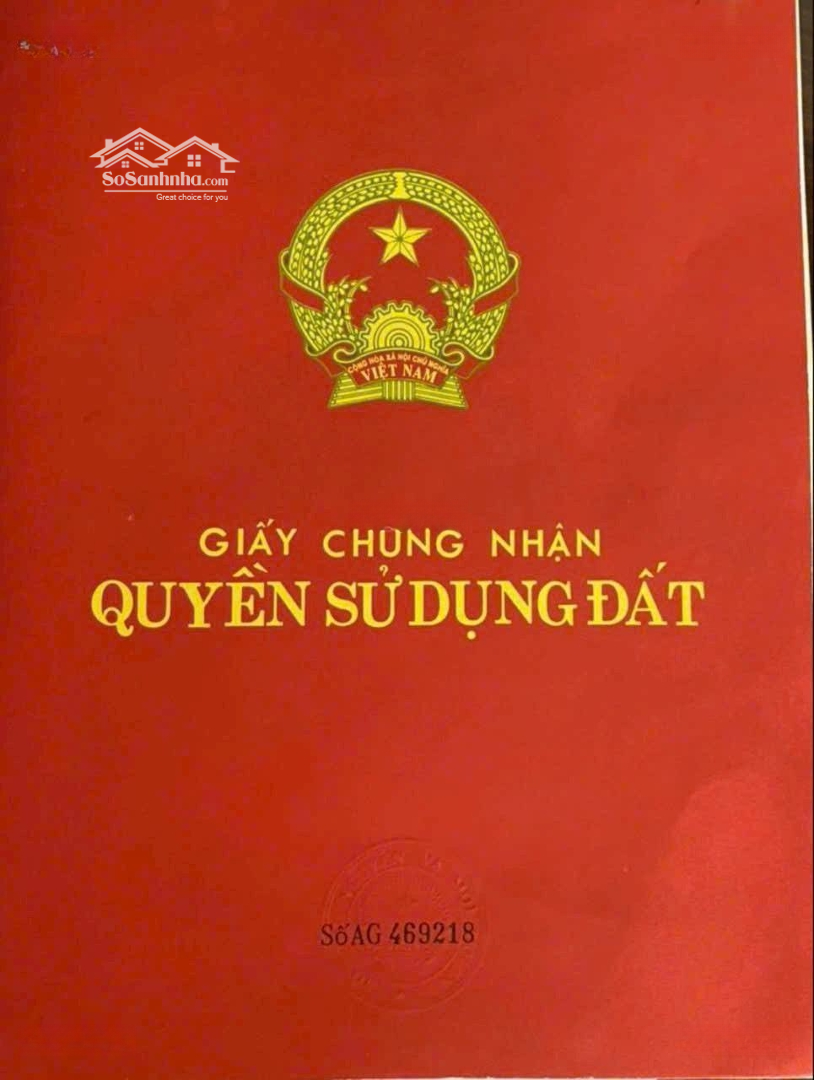 SoSanhnha.com
Great choice for you
CỘNG HÒA XÃ HỘI CHỦ NGHĨA
VIỆT NAM
GIẤY CHỨNG NHẬN
QUYỀN SỬ DỤNG ĐẤT
Số AG 469218